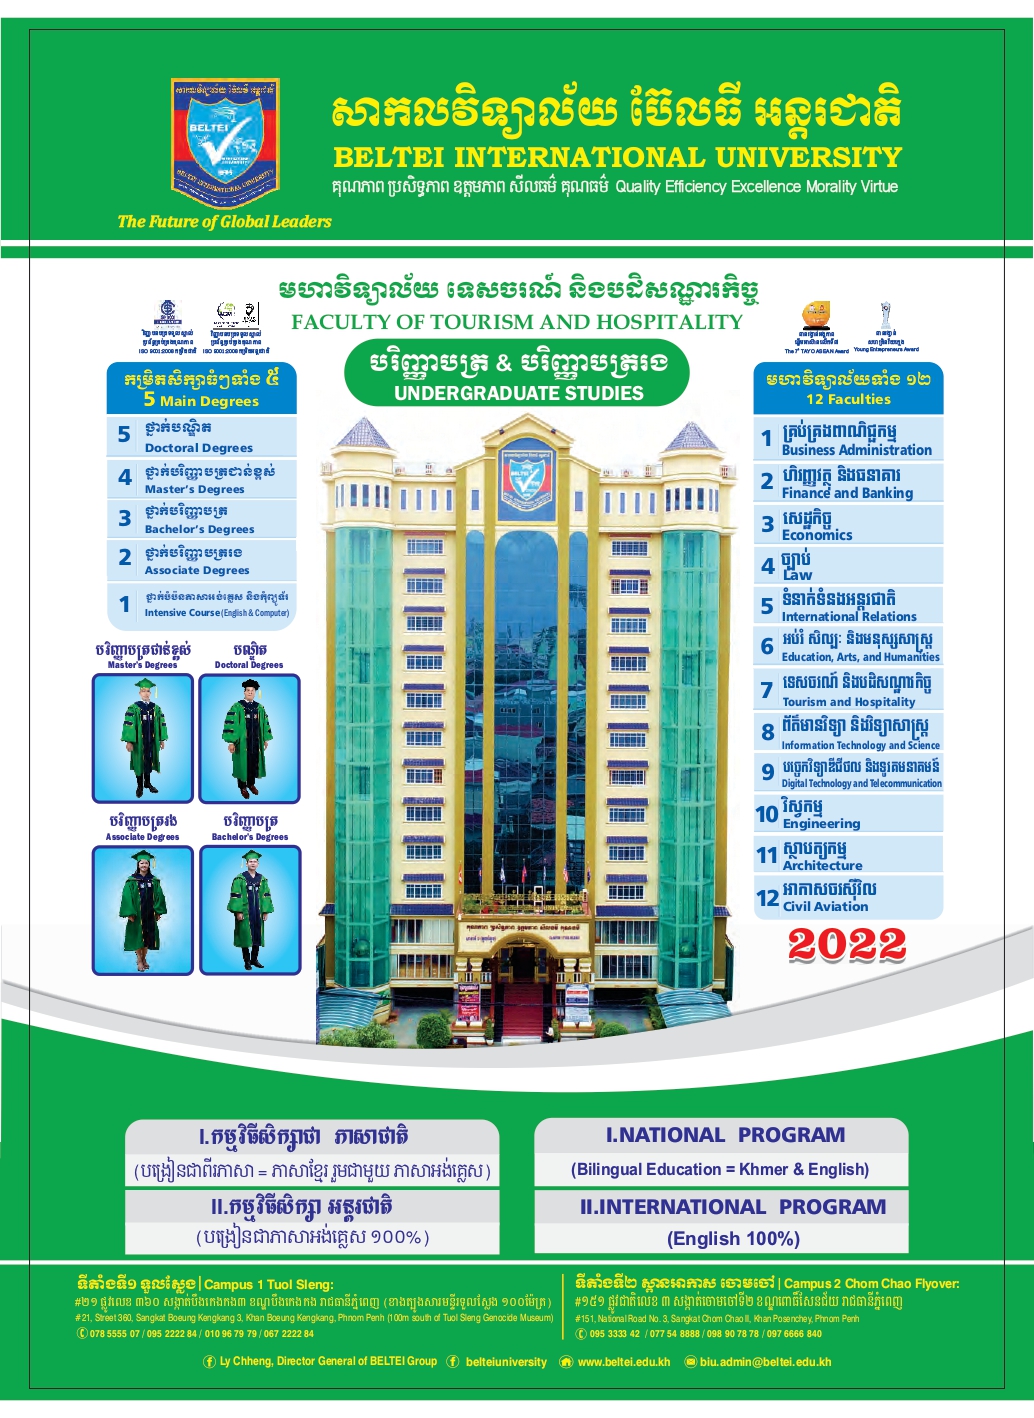 សាកលវិទ្យាល័យ ប៊ែលធី អន្តរជាតិ
BELTEI INTERNATIONAL UNIVERSITY
គុណភាព ប្រសិទ្ធភាព ឧត្តមភាព សីលធម៌ គុណធម៌ Quality Efficiency Excellence Morality Virtue
BELTEI
BELTEI INTERNATIONAL UNIVERSITY
The Future of Global Leaders
មហាវិទ្យាល័យ ទេសចរណ៍ និងបដិសណ្ឋារកិច្ច
FACULTY OF TOURISM AND HOSPITALITY
បរិញ្ញាបត្រ & បរិញ្ញាបត្ររង
UNDERGRADUATE STUDIES
ISO 9001:2008
ISO 9001:2008
The 7th TAYO ASEAN Award
Young Entrepreneurs Award
កម្រិតសិក្សាធំៗទាំង ៥
5 Main Degrees
5 ថ្នាក់បណ្ឌិត
Doctoral Degrees
4 ថ្នាក់បរិញ្ញាបត្រជាន់ខ្ពស់
Master's Degrees
3 ថ្នាក់បរិញ្ញាបត្រ
Bachelor's Degrees
2 ថ្នាក់បរិញ្ញាបត្ររង
Associate Degrees
1 ថ្នាក់បំប៉នភាសាអង់គ្លេស និងកុំព្យូទ័រ
Intensive Course (English & Computer)
បរិញ្ញាបត្រជាន់ខ្ពស់
Master's Degrees
បណ្ឌិត
Doctoral Degrees
បរិញ្ញាបត្ររង
Associate Degrees
បរិញ្ញាបត្រ
Bachelor's Degrees
BELTEI
មហាវិទ្យាល័យទាំង ១២
12 Faculties
1 គ្រប់គ្រងពាណិជ្ជកម្ម
Business Administration
2 ហិរញ្ញវត្ថុ និងធនាគារ
Finance and Banking
3 សេដ្ឋកិច្ច
Economics
4 ច្បាប់
Law
5 ទំនាក់ទំនងអន្តរជាតិ
International Relations
6 អប់រំ សិល្បៈ និងមនុស្សសាស្ត្រ
Education, Arts, and Humanities
7 ទេសចរណ៍ និងបដិសណ្ឋារកិច្ច
Tourism and Hospitality
8 ព័ត៌មានវិទ្យា និងវិទ្យាសាស្ត្រ
Information Technology and Science
9 បច្ចេកវិទ្យាឌីជីថល និងទូរគមនាគមន៍
Digital Technology and Telecommunication
10 វិស្វកម្ម
Engineering
11 ស្ថាបត្យកម្ម
Architecture
12 អាកាសចរស៊ីវិល
Civil Aviation
2022
I.កម្មវិធីសិក្សាជា ភាសាជាតិ
(បង្រៀនជាពីរភាសា = ភាសាខ្មែរ រួមជាមួយ ភាសាអង់គ្លេស)
II.កម្មវិធីសិក្សា អន្តរជាតិ
(បង្រៀនជាភាសាអង់គ្លេស ១០០%)
I.NATIONAL PROGRAM
(Bilingual Education = Khmer & English)
II.INTERNATIONAL PROGRAM
(English 100%)
ទីតាំងទី១ ទួលស្លែង | Campus 1 Tuol Sleng:
#២១ ផ្លូវលេខ ៣៦០ សង្កាត់បឹងកេងកង៣ ខណ្ឌបឹងកេងកង រាជធានីភ្នំពេញ (ខាងត្បូងសារមន្ទីរទួលស្លែង ១០០ម៉ែត្រ)
#21, Street 360, Sangkat Boeung Kengkang 3, Khan Boeung Kengkang, Phnom Penh (100m south of Tuol Sleng Genocide Museum)
078 5555 07 / 095 2222 84 / 010 96 79 79 / 067 2222 84
ទីតាំងទី២ ស្ពានអាកាស ចោមចៅ | Campus 2 Chom Chao Flyover:
#១៥១ ផ្លូវជាតិលេខ ៣ សង្កាត់ចោមចៅទី២ ខណ្ឌពោធិ៍សែនជ័យ រាជធានីភ្នំពេញ
#151, National Road No. 3, Sangkat Chom Chao II, Khan Posenchey, Phnom Penh
095 3333 42 / 077 54 8888 / 098 90 78 78 / 097 6666 840
Ly Chheng, Director General of BELTEI Group belteiuniversity www.beltei.edu.kh biu.admin@beltei.edu.kh